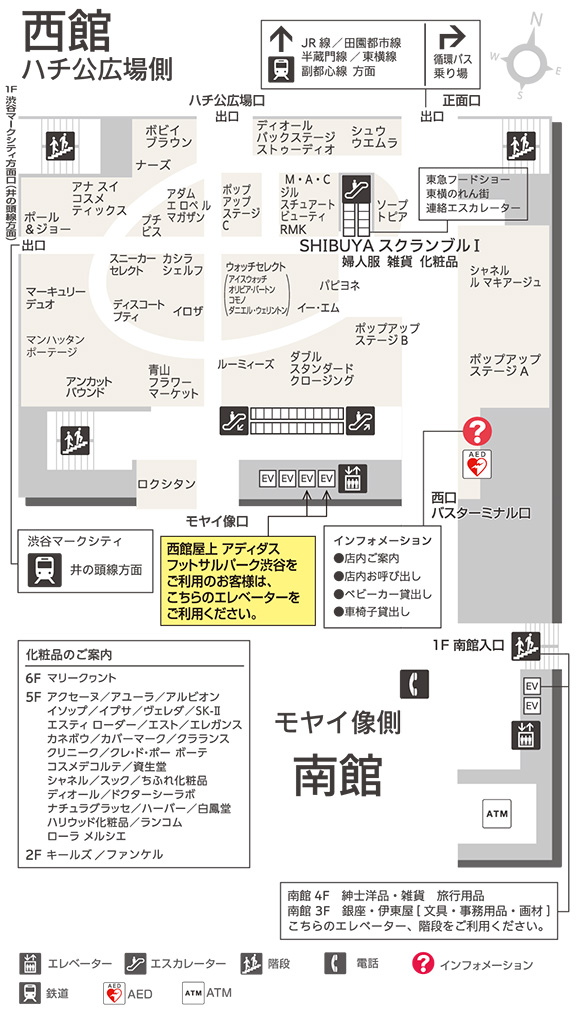 西館
ハチ公広場側
JR線／田園都市線
半蔵門線／東横線
副都心線 方面
循環バス
乗り場
N
W
E
S
1F 渋谷マークシティ方面口(井の頭線方面)
出口
ハチ公広場口
出口
正面口
出口
ボビイ
ブラウン
ナーズ
ディオール
バックステージ
ストゥーディオ
シュウ
ウエムラ
アナ スイ
コスメ
ティックス
ポール
&ジョー
プチ
ビス
アダム
エロペ ル
マガザン
ポップ
アップ
ステージ
C
M・A・C
ジル
スチュアート
ビューティ
RMK
ソープ
トピア
東急フードショー
東横のれん街
連絡エスカレーター
SHIBUYA スクランブルⅠ
婦人服 雑貨 化粧品
スニーカー
セレクト
カシラ
シェルフ
ウォッチセレクト
アイスウォッチ
オリビア・バートン
コモノ
ダニエル・ウェリントン
パピヨネ
イー・エム
シャネル
ル マキアージュ
マーキュリー
デュオ
ディスコート
プティ
イロザ
マンハッタン
ポーテージ
ポップアップ
ステージB
アンカット
バウンド
青山
フラワー
マーケット
ルーミィーズ
ダブル
スタンダード
クロージング
ポップアップ
ステージA
?
AED
ロクシタン
EV
EV
EV
EV
西口
バスターミナル口
モヤイ像口
渋谷マークシティ
井の頭線方面
西館屋上 アディダス
フットサルパーク渋谷を
ご利用のお客様は、
こちらのエレベーターを
ご利用ください。
インフォメーション
●店内ご案内
●店内お呼び出し
●ベビーカー貸出し
●車椅子貸出し
1F 南館入口
EV
EV
モヤイ像側
南館
ATM
化粧品のご案内
6F マリークヮント
5F アクセーヌ／アユーラ／アルビオン
イソップ／イプサ／ヴェレダ／SK-Ⅱ
エスティ ローダー／エスト／エレガンス
カネボウ／カバーマーク／クラランス
クリニーク／クレ・ド・ポー ボーテ
コスメデコルテ／資生堂
シャネル／スック／ちふれ化粧品
ディオール／ドクターシーラボ
ナチュラグラッセ／ハーバー／白鳳堂
ハリウッド化粧品／ランコム
ローラ メルシエ
2F キールズ／ファンケル
南館 4F 紳士洋品・雑貨 旅行用品
南館 3F 銀座・伊東屋 [ 文具・事務用品・画材 ]
こちらのエレベーター、階段をご利用ください。
エレベーター
エスカレーター
階段
電話
? インフォメーション
鉄道
AED AED
ATM ATM